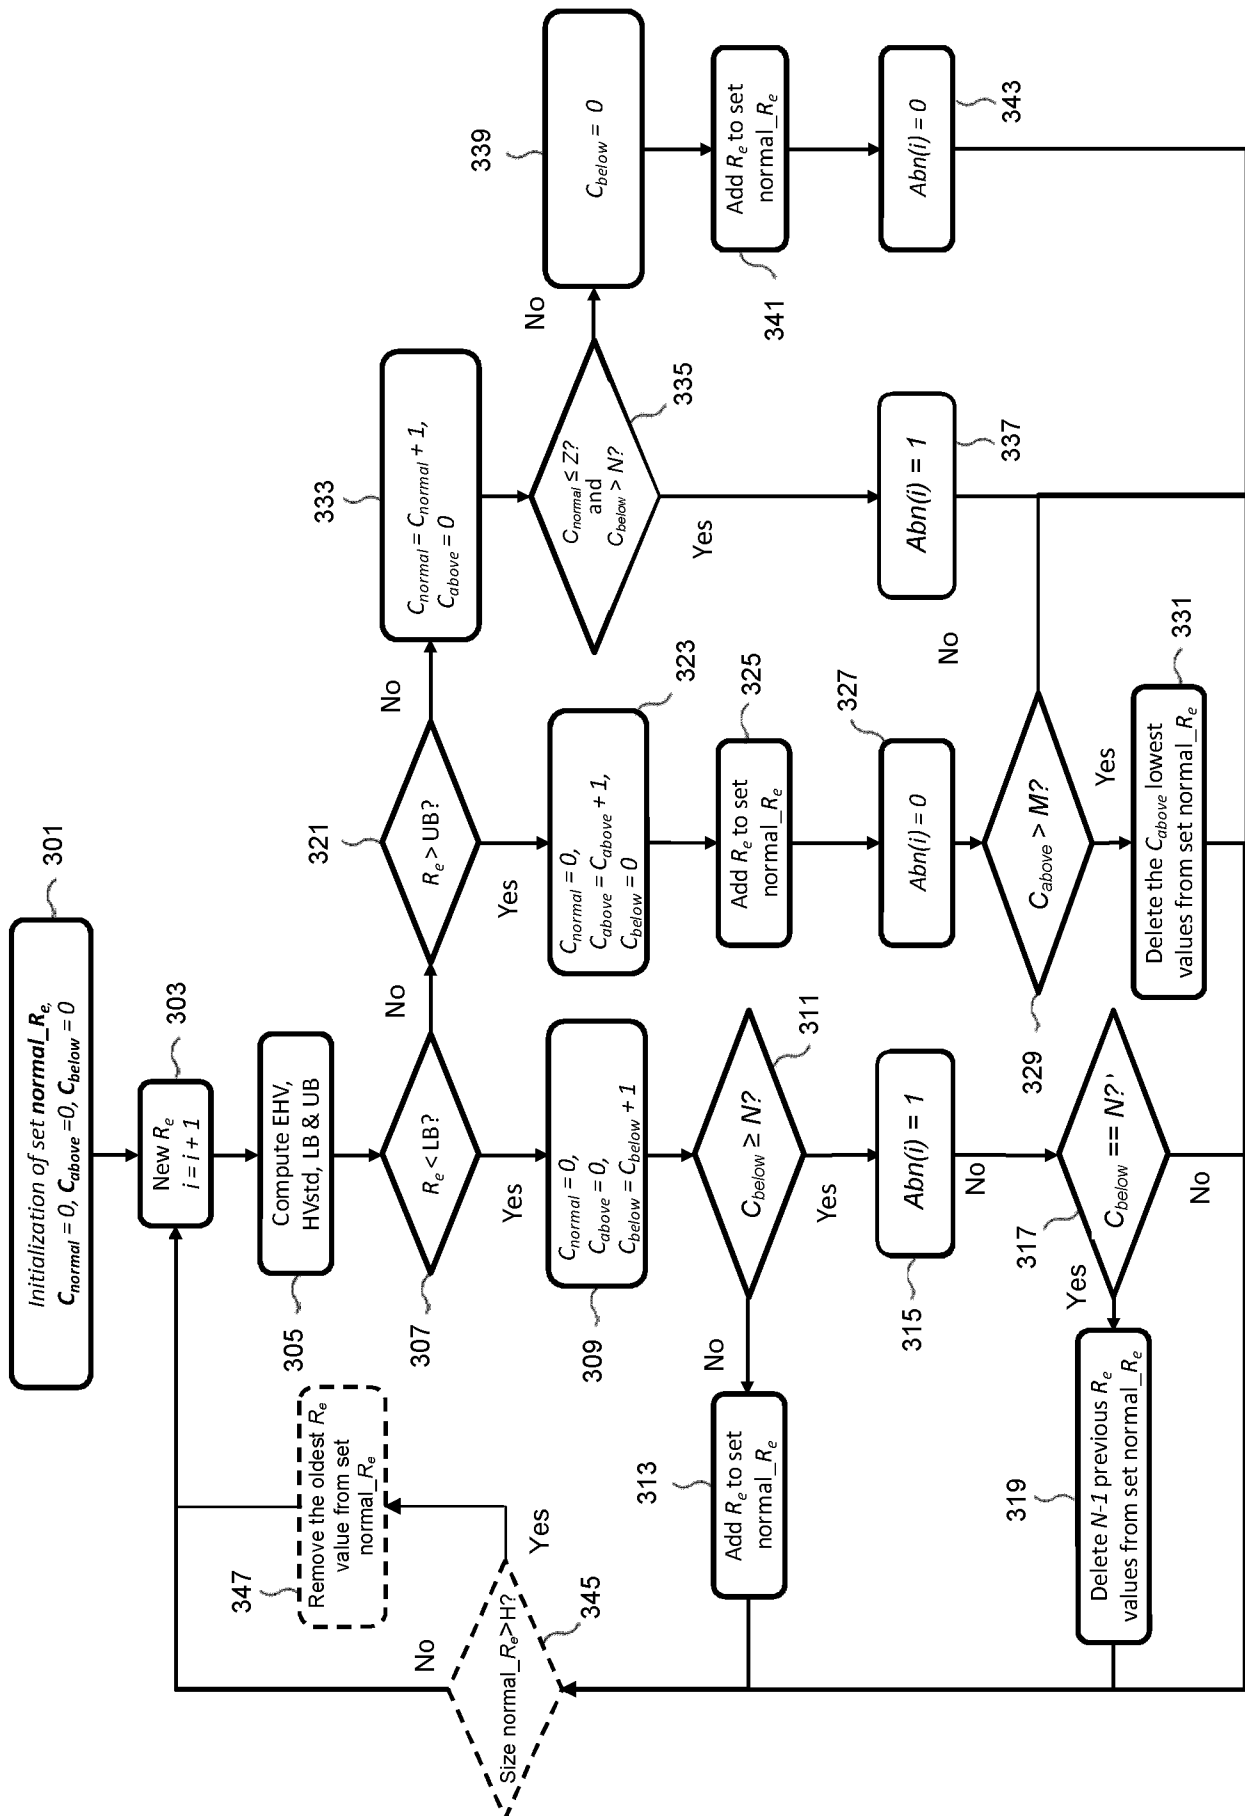 301
Initialization of set normal_Re,
Cnormal = 0, Cabove =0, Cbelow = 0
303
New Re
i = i + 1
305
Compute EHV,
HVstd, LB & UB
307
Re < LB?
No
Yes
309
Cnormal = 0,
Cabove = 0,
Cbelow = Cbelow + 1
311
Cbelow ≥ N?
No
Yes
313
Add Re to set
normal_Re
315
Abn(i) = 1
No
317
Cbelow == N?'
Yes
No
319
Delete N-1 previous Re
values from set normal_Re
321
Re > UB?
No
Yes
323
Cnormal = 0,
Cabove = Cabove + 1,
Cbelow = 0
325
Add Re to set
normal_Re
327
Abn(i) = 0
329
Cabove > M?
No
Yes
331
Delete the Cabove lowest
values from set normal_Re
333
Cnormal = Cnormal + 1,
Cabove = 0
335
Cnormal ≤ Z?
and
Cbelow > N?
No
Yes
337
Abn(i) = 1
339
Cbelow = 0
341
Add Re to set
normal_Re
343
Abn(i) = 0
345
Size normal_Re>H?
No
Yes
347
Remove the oldest Re
value from set
normal_Re